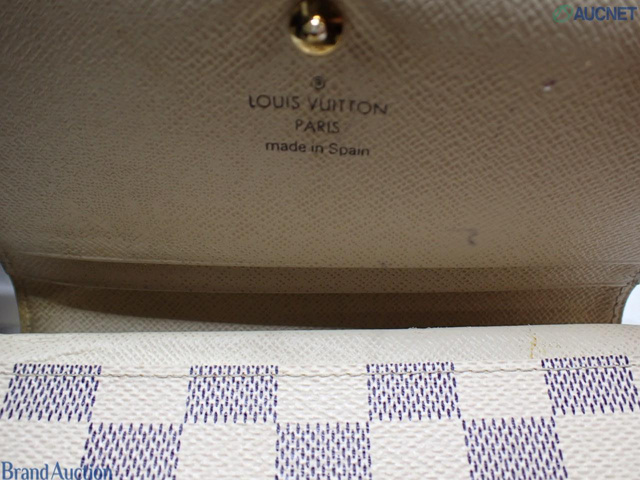 AUCNET
LOUIS VUITTON
PARIS
made in Spain
Brand Auction